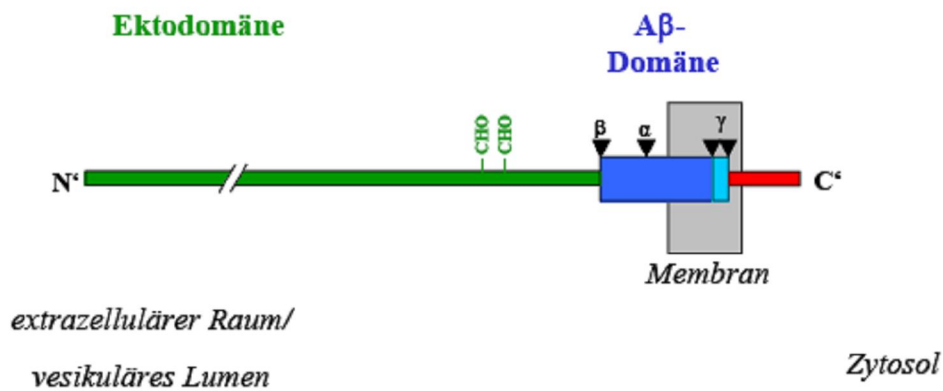 Ektodomäne
Aβ-
Domäne
CHO
CHO
β
α
γ
N‘
C‘
Membran
extrazellulärer Raum/
vesikuläres Lumen
Zytosol